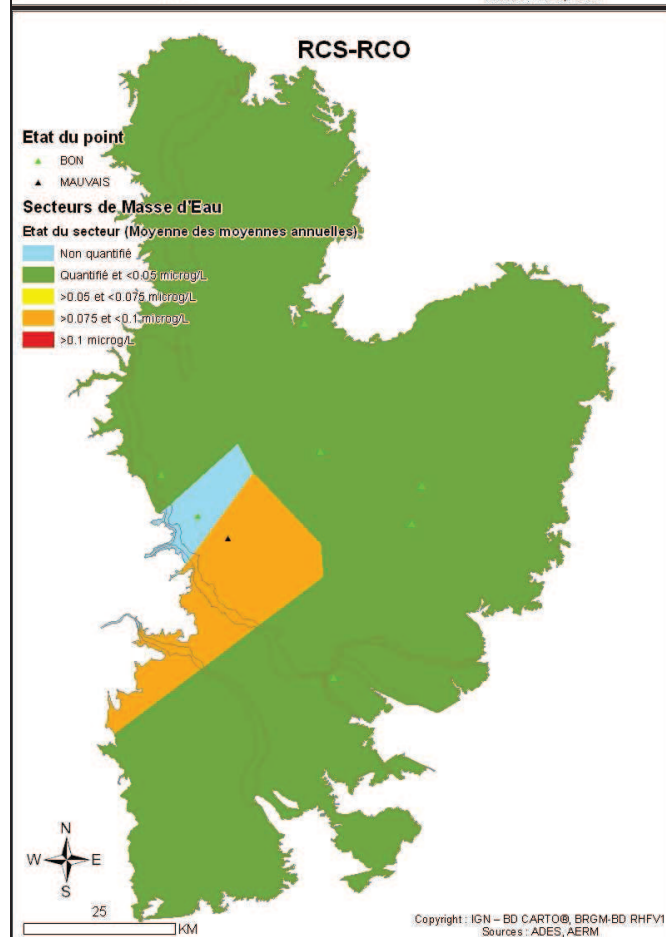 RCS-RCO
Etat du point
BON
MAUVAIS
Secteurs de Masse d'Eau
Etat du secteur (Moyenne des moyennes annuelles)
Non quantifié
Quantifié et <0.05 microg/L
>0.05 et <0.075 microg/L
>0.075 et <0.1 microg/L
>0.1 microg/L
N
W E
S
25
KM
Copyright : IGN – BD CARTO®, BRGM-BD RHFV1
Sources : ADES, AERM